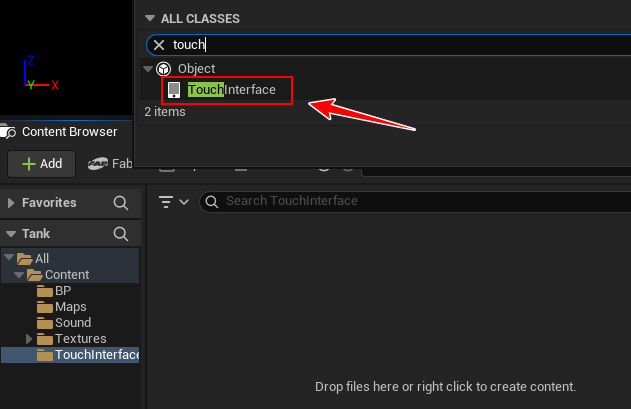 ALL CLASSES
touch
Object
TouchInterface
2 items
Z
Y X
Content Browser
Add
Fab
Favorites
Search TouchInterface
Tank
All
Content
BP
Maps
Sound
Textures
TouchInterface
Drop files here or right click to create content.